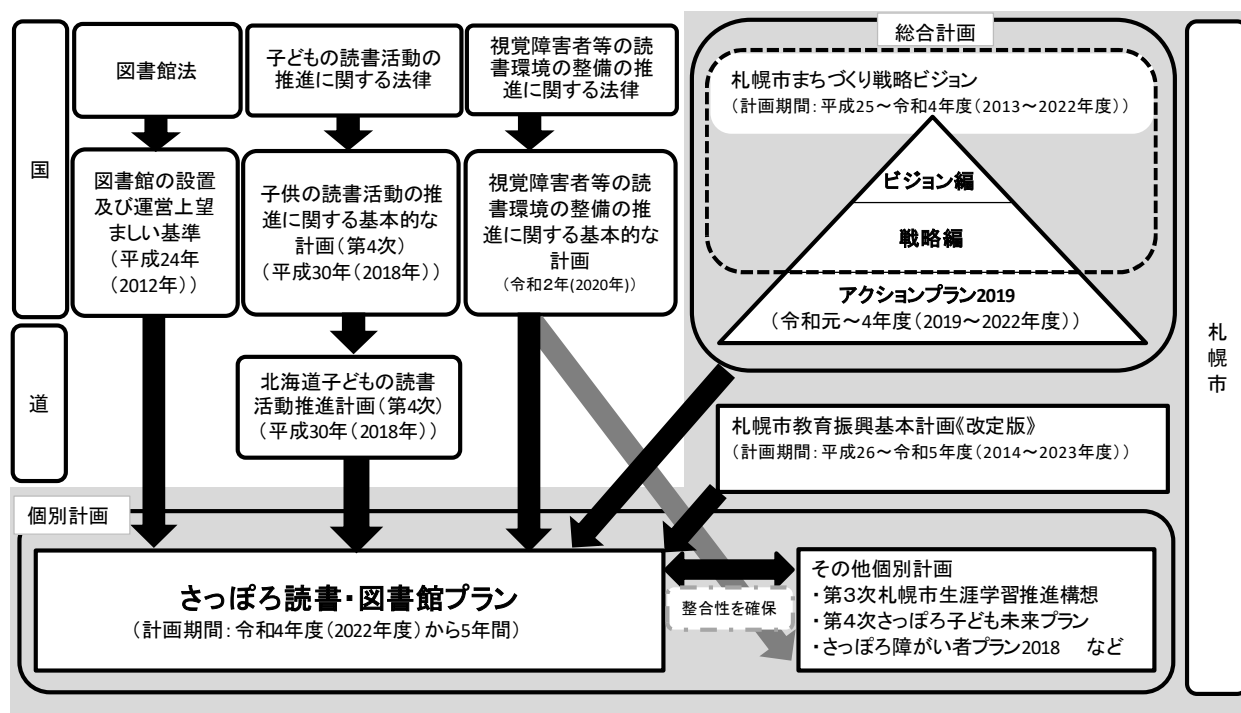 国
図書館法
子どもの読書活動の
推進に関する法律
視覚障害者等の読
書環境の整備の推
進に関する法律
図書館の設置
及び運営上望
ましい基準
（平成24年
（2012年））
子供の読書活動の推
進に関する基本的な
計画（第4次）
（平成30年（2018年））
視覚障害者等の読
書環境の整備の推
進に関する基本的な
計画
（令和２年(2020年)）
道
北海道子どもの読書
活動推進計画（第4次）
（平成30年（2018年））
総合計画
札幌市まちづくり戦略ビジョン
（計画期間：平成25～令和4年度（2013～2022年度））
ビジョン編
戦略編
アクションプラン2019
（令和元～4年度（2019～2022年度））
札幌市
札幌市教育振興基本計画《改定版》
（計画期間：平成26～令和5年度（2014～2023年度））
個別計画
さっぽろ読書・図書館プラン
（計画期間：令和4年度（2022年度）から5年間）
整合性を確保
その他個別計画
・第３次札幌市生涯学習推進構想
・第４次さっぽろ子ども未来プラン
・さっぽろ障がい者プラン2018　など